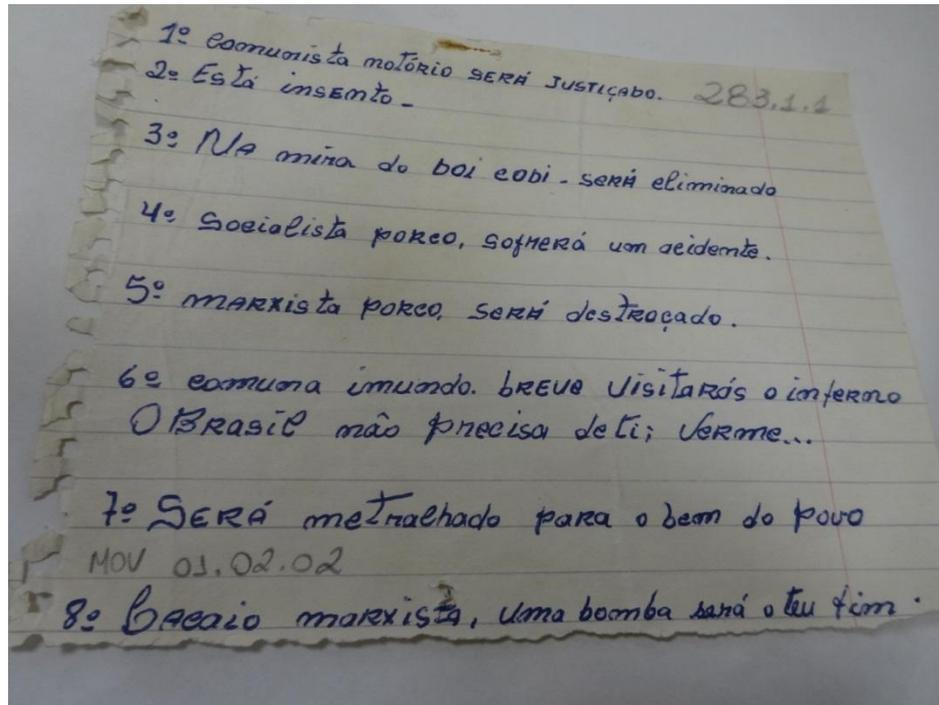 1º comunista notório SERÁ JUSTIÇADO. 283.1.1
2º Está insento -
3º NA mira do boi cobi - SERÁ eliminado
4º Socialista PORCO, SofRERá um acidente.
5º MARXista PORCO, SERÁ destRoçado.
6º comuna imundo. bREVE VisitaRás o inferno
O BRasil não precisa de ti; VERME...
7º SERÁ metralhado para o bem do povo
MOV 01.02.02
8º Lacaio marxista, uma bomba será o teu fim.